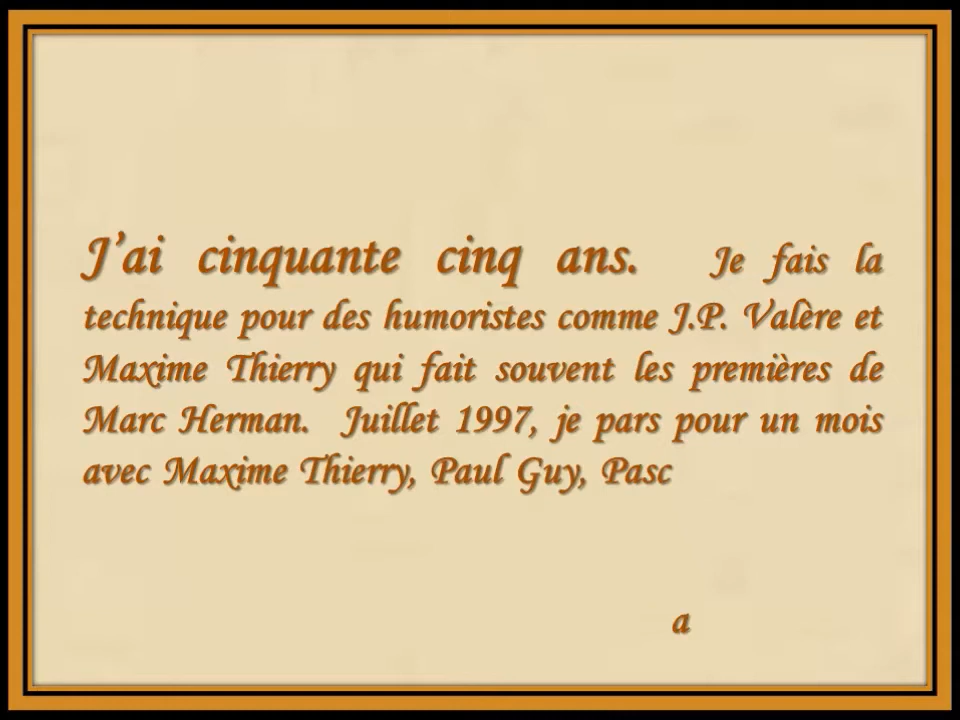 J’ai cinquante cinq ans. Je fais la
technique pour des humoristes comme J.P. Valère et
Maxime Thierry qui fait souvent les premières de
Marc Herman. Juillet 1997, je pars pour un mois
avec Maxime Thierry, Paul Guy, Pasc
a